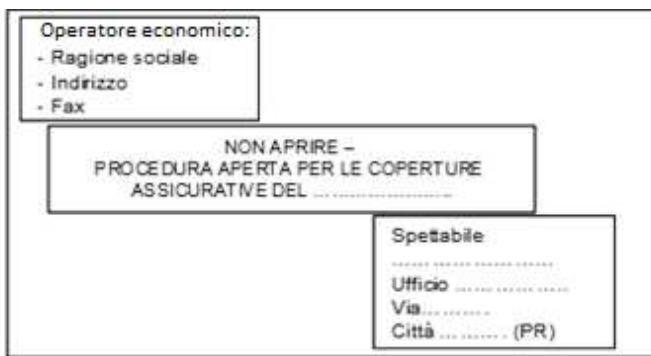 Operatore economico:
- Ragione sociale
- Indirizzo
- Fax
NON APRIRE –
PROCEDURA APERTA PER LE COPERTURE
ASSICURATIVE DEL ……………………
Spettabile
…………………………
Ufficio ………………..
Via……….
Città ………. (PR)